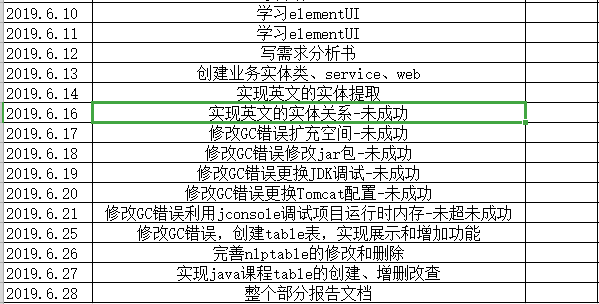 2019.6.10 学习elementUI
2019.6.11 学习elementUI
2019.6.12 写需求分析书
2019.6.13 创建业务实体类、service、web
2019.6.14 实现英文的实体提取
2019.6.16 实现英文的实体关系-未成功
2019.6.17 修改GC错误扩充空间-未成功
2019.6.18 修改GC错误修改jar包-未成功
2019.6.19 修改GC错误更换JDK调试-未成功
2019.6.20 修改GC错误更换Tomcat配置-未成功
2019.6.21 修改GC错误利用jconsole调试项目运行时内存-未超未成功
2019.6.25 修改GC错误，创建table表，实现展示和增加功能
2019.6.26 完善nlptable的修改和删除
2019.6.27 实现java课程table的创建、增删改查
2019.6.28 整个部分报告文档